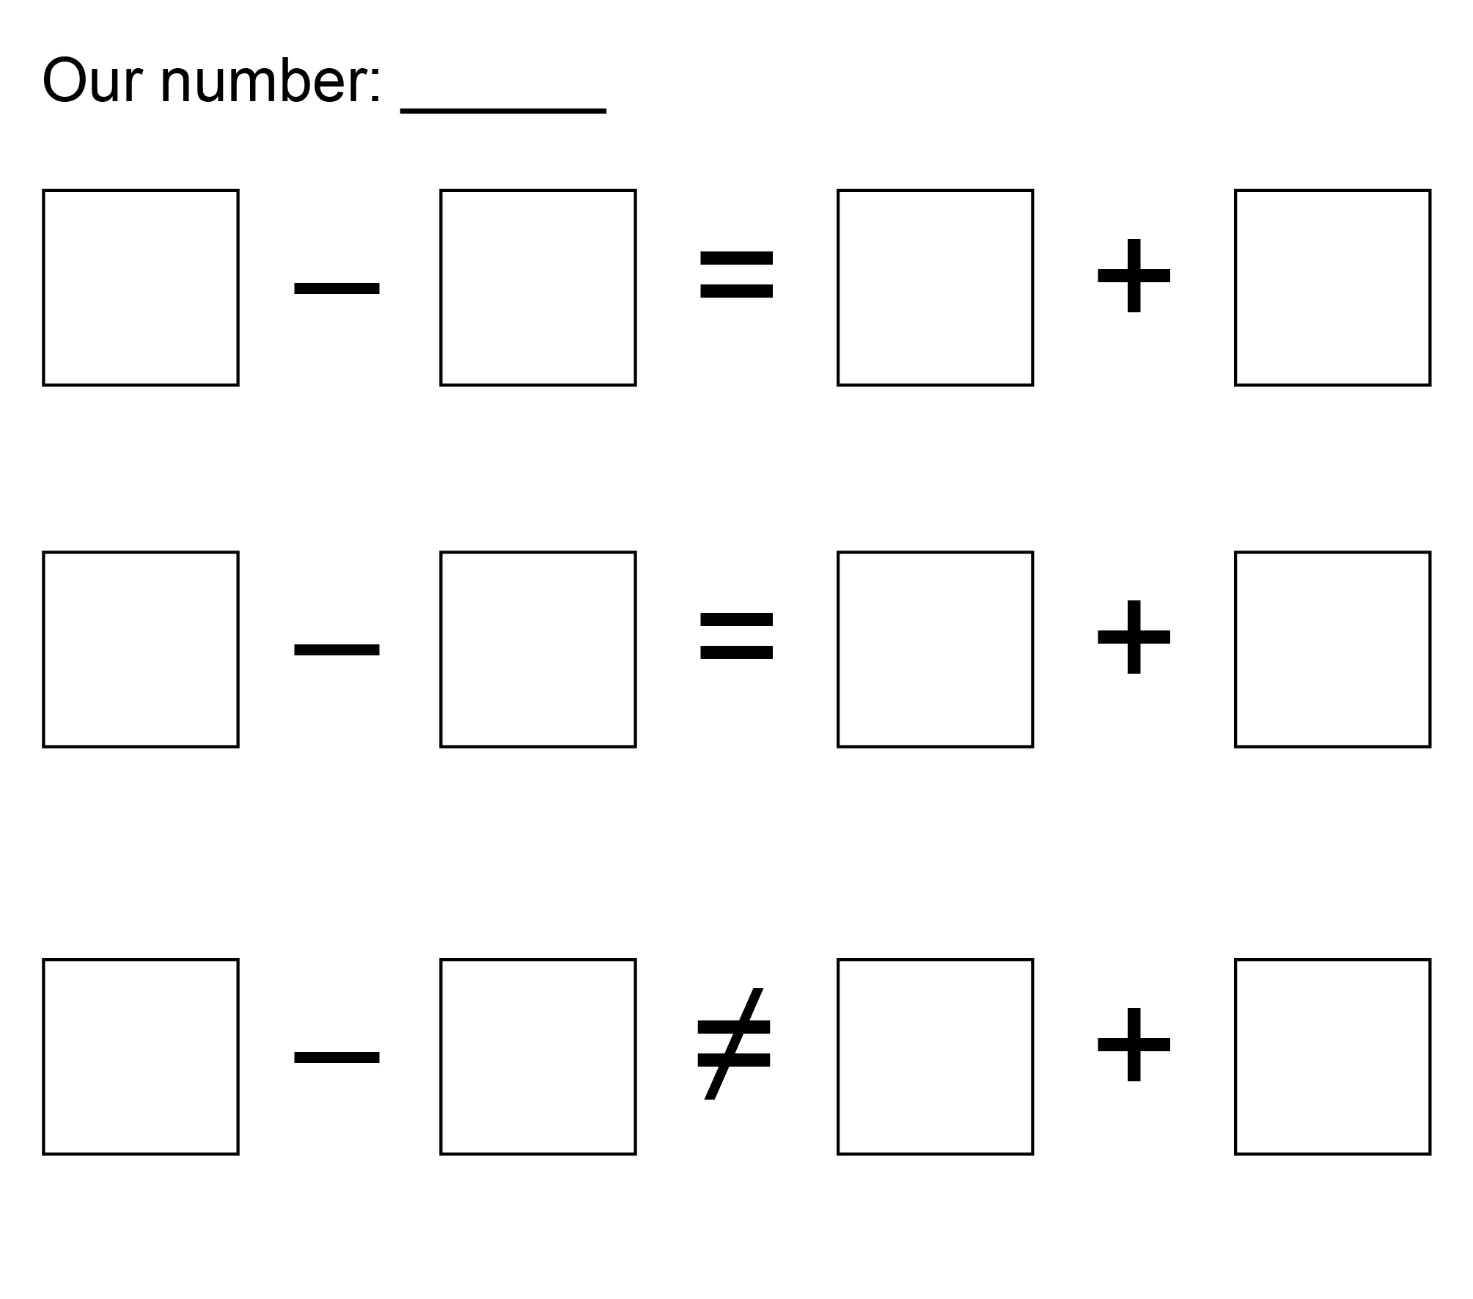 Our number: ______
− = +
− = +
− ≠ +